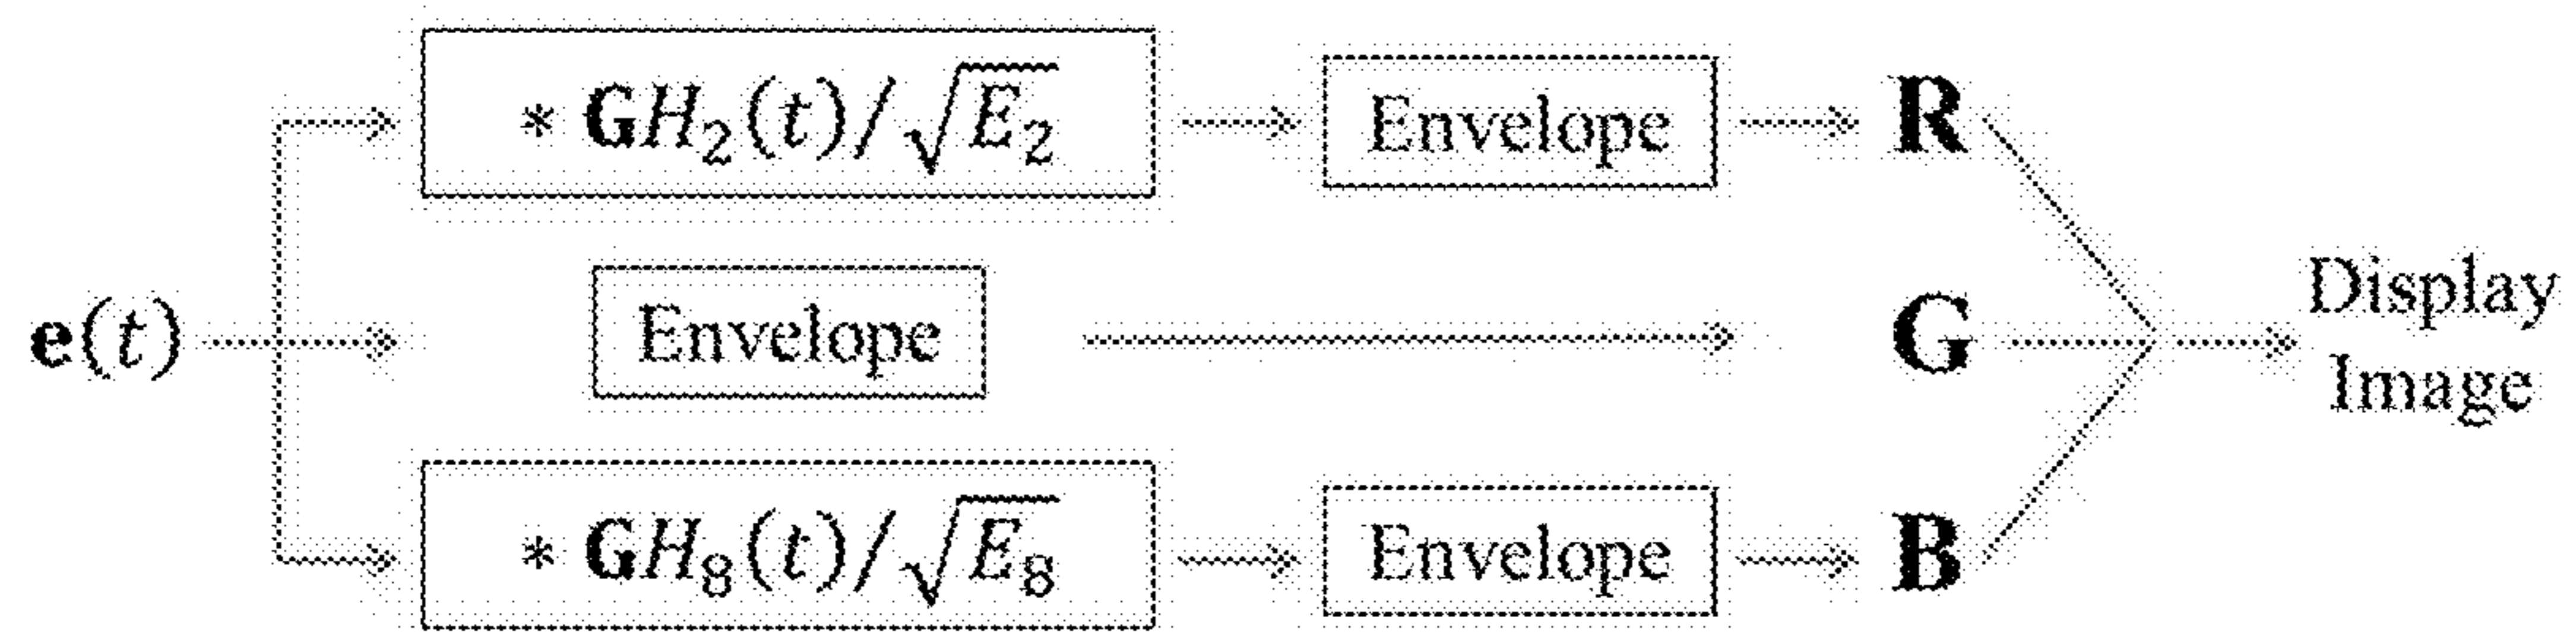 * GH₂(t)/√E₂
Envelope
R
e(t)
Envelope
G
Display
Image
* GH₈(t)/√E₈
Envelope
B